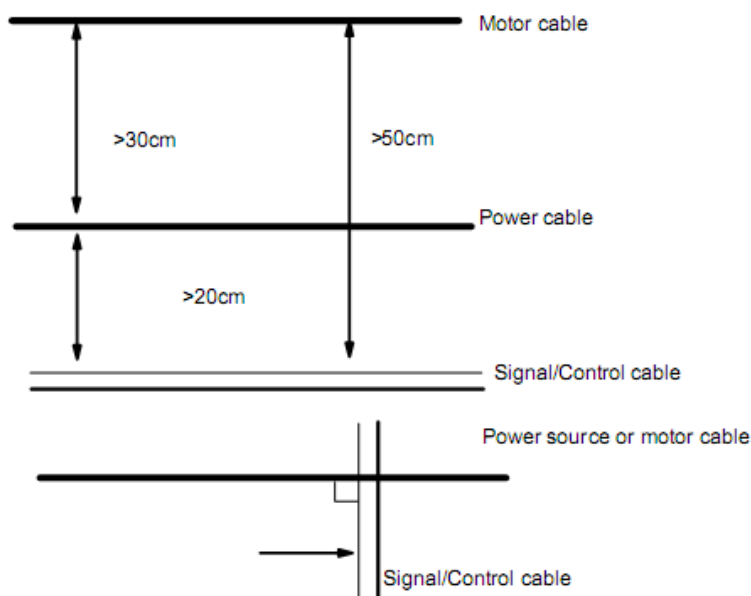 Motor cable
>30cm
>50cm
Power cable
>20cm
Signal/Control cable
Power source or motor cable
Signal/Control cable